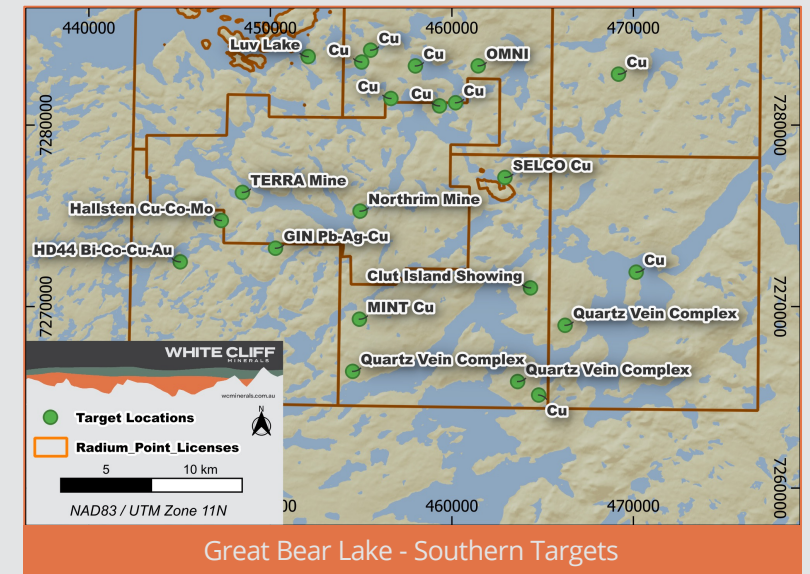 440000
450000
460000
470000
Luv Lake
Cu
Cu
Cu
OMNI
Cu
Cu
Cu
Cu
7280000
7280000
SELCO Cu
TERRA Mine
Northrim Mine
Hallsten Cu-Co-Mo
GIN Pb-Ag-Cu
HD44 Bi-Co-Cu-Au
Cu
Clut Island Showing
7270000
7270000
MINT Cu
Quartz Vein Complex
Quartz Vein Complex
Quartz Vein Complex
Cu
WHITE CLIFF
MINERALS
wcminerals.com.au
Target Locations
N
Radium_Point_Licenses
5
10 km
NAD83 / UTM Zone 11N
00
460000
470000
7260000
Great Bear Lake - Southern Targets